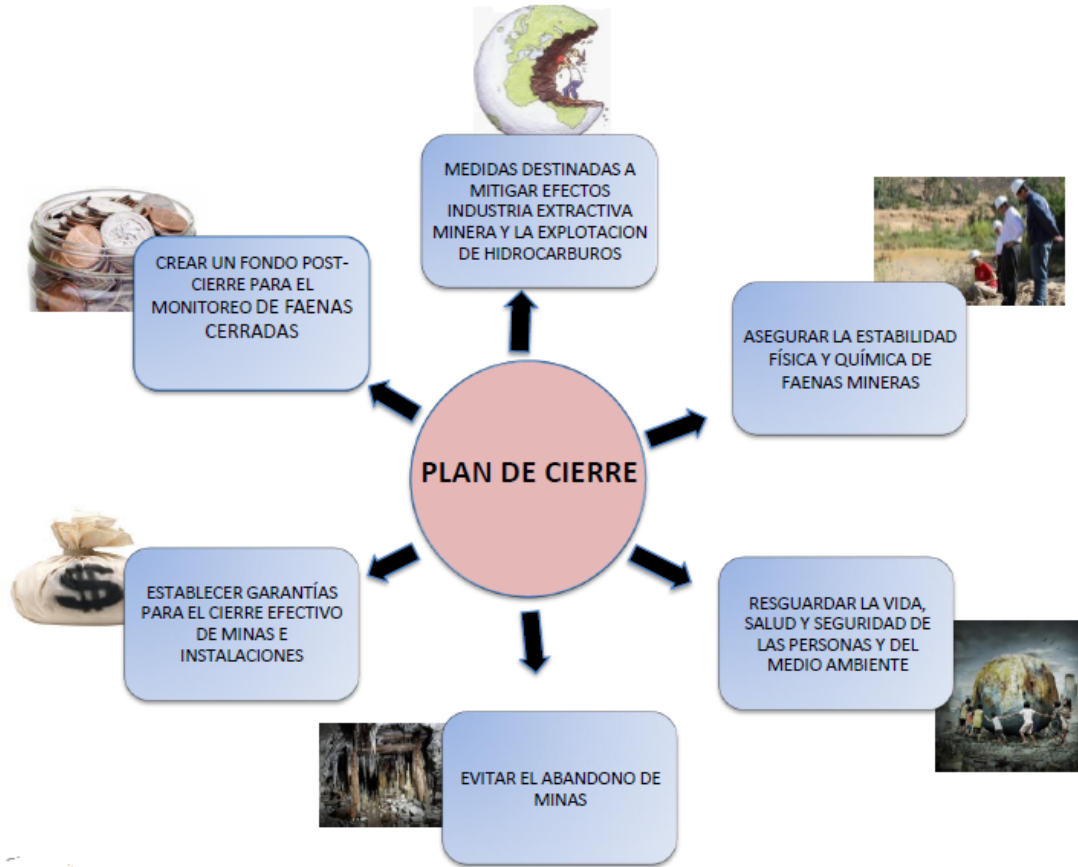 MEDIDAS DESTINADAS A
MITIGAR EFECTOS
INDUSTRIA EXTRACTIVA
MINERA Y LA EXPLOTACION
DE HIDROCARBUROS
CREAR UN FONDO POST-
CIERRE PARA EL
MONITOREO DE FAENAS
CERRADAS
ASEGURAR LA ESTABILIDAD
FÍSICA Y QUÍMICA DE
FAENAS MINERAS
PLAN DE CIERRE
ESTABLECER GARANTÍAS
PARA EL CIERRE EFECTIVO
DE MINAS E
INSTALACIONES
$
RESGUARDAR LA VIDA,
SALUD Y SEGURIDAD DE
LAS PERSONAS Y DEL
MEDIO AMBIENTE
EVITAR EL ABANDONO DE
MINAS